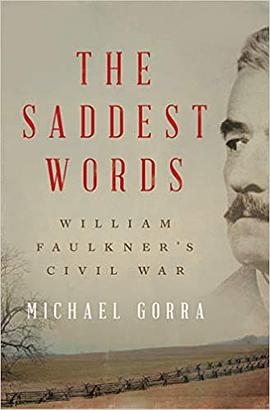 THE
SADDEST
WORDS
WILLIAM
FAULKNER'S
CIVIL WAR
MICHAEL GORRA